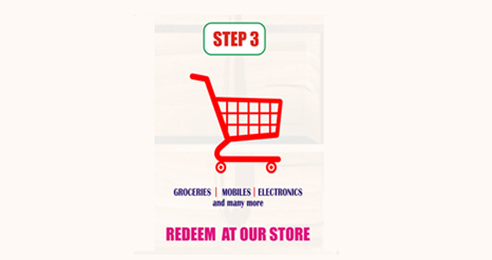 STEP 3
GROCERIES | MOBILES | ELECTRONICS
and many more
REDEEM AT OUR STORE